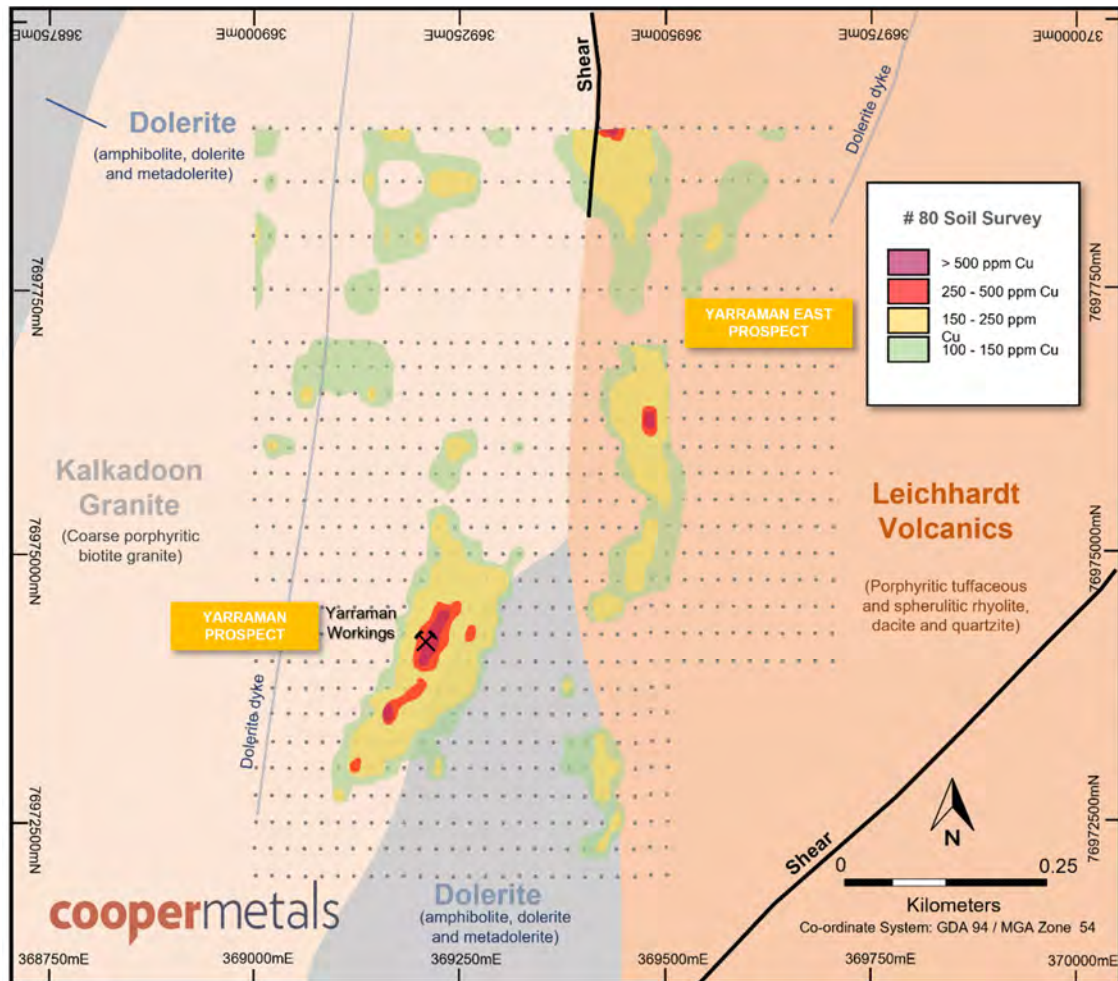 368750mE
369000mE
369250mE
369500mE
369750mE
370000mE
Shear
Dolerite dyke
Dolerite
(amphibolite, dolerite
and metadolerite)
# 80 Soil Survey
> 500 ppm Cu
250 - 500 ppm Cu
150 - 250 ppm
Cu
100 - 150 ppm Cu
7697750mN
7697750mN
YARRAMAN EAST
PROSPECT
Kalkadoon
Granite
(Coarse porphyritic
biotite granite)
Leichhardt
Volcanics
(Porphyritic tuffaceous
and spherulitic rhyolite,
dacite and quartzite)
76975000mN
76975000mN
YARRAMAN
PROSPECT
Yarraman
Workings
Dolerite dyke
76972500mN
76972500mN
Shear
N
0
0.25
Kilometers
Co-ordinate System: GDA 94 / MGA Zone 54
coopermetals
Dolerite
(amphibolite, dolerite
and metadolerite)
368750mE
369000mE
369250mE
369500mE
369750mE
370000mE